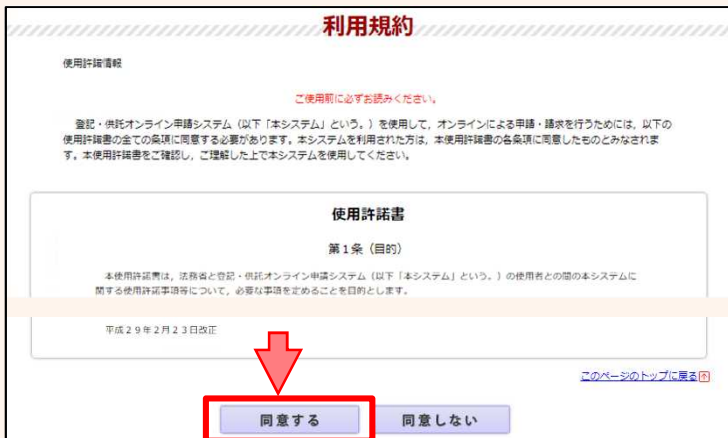 利用規約
使用許諾情報
ご使用前に必ずお読みください。
登記・供託オンライン申請システム(以下「本システム」という。)を使用して,オンラインによる申請・請求を行うためには,以下の
使用許諾書の全ての条項に同意する必要があります。本システムを利用された方は,本使用許諾書の各条項に同意したものとみなされま
す。本使用許諾書をご確認し,ご理解した上で本システムを使用してください。
使用許諾書
第1条(目的)
本使用許諾書は,法務省と登記・供託オンライン申請システム(以下「本システム」という。)の使用者との間の本システムに
関する使用許諾事項等について,必要な事項を定めることを目的とします。
平成29年2月23日改正
このページのトップに戻る
同意する 同意しない